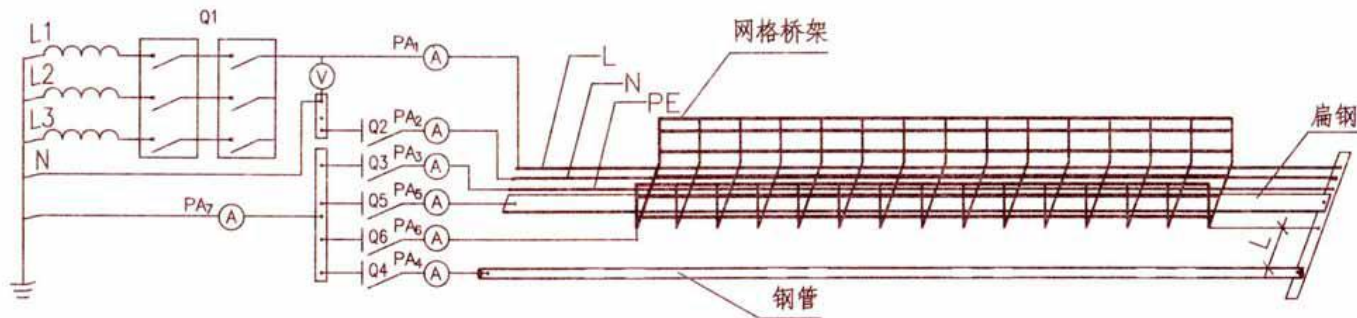 Q1
L1
L2
L3
N
PA₁
A
V
L
N
PE
网格桥架
扁钢
Q2
PA₂
A
Q3
PA₃
A
Q5
PA₅
A
PA₇
A
Q6
PA₆
A
Q4
PA₄
A
L
钢管